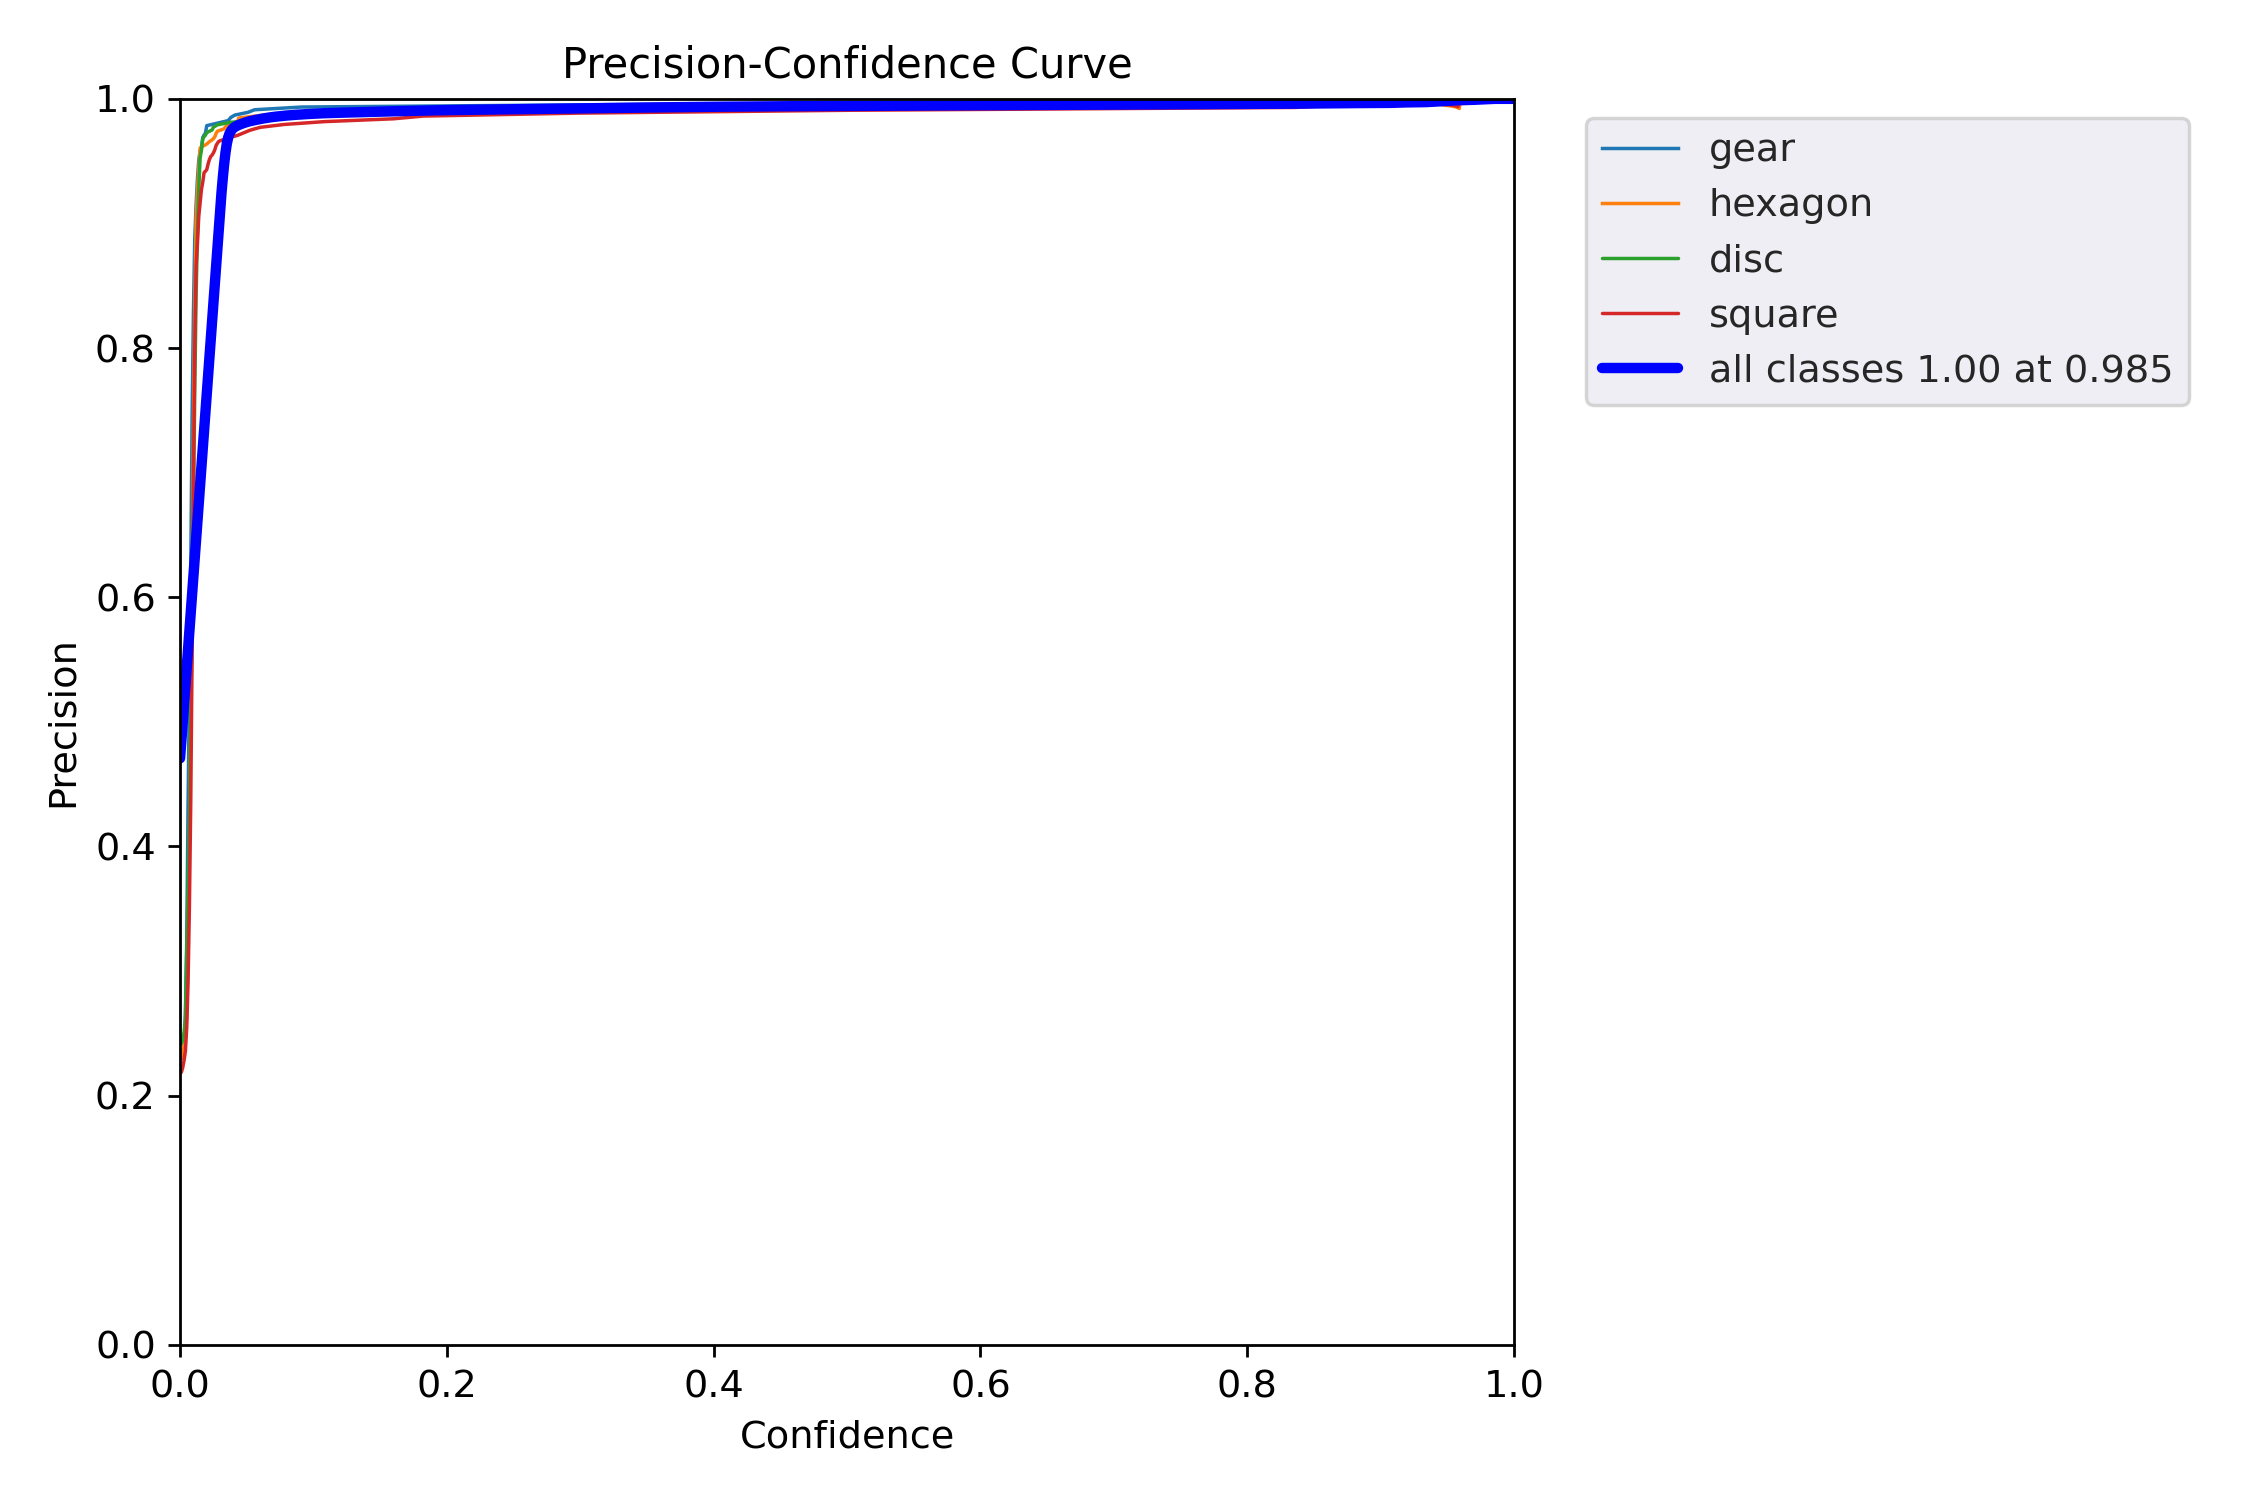 Precision-Confidence Curve
1.0
0.8
0.6
0.4
0.2
0.0
Precision
0.0 0.2 0.4 0.6 0.8 1.0
Confidence
gear
hexagon
disc
square
all classes 1.00 at 0.985